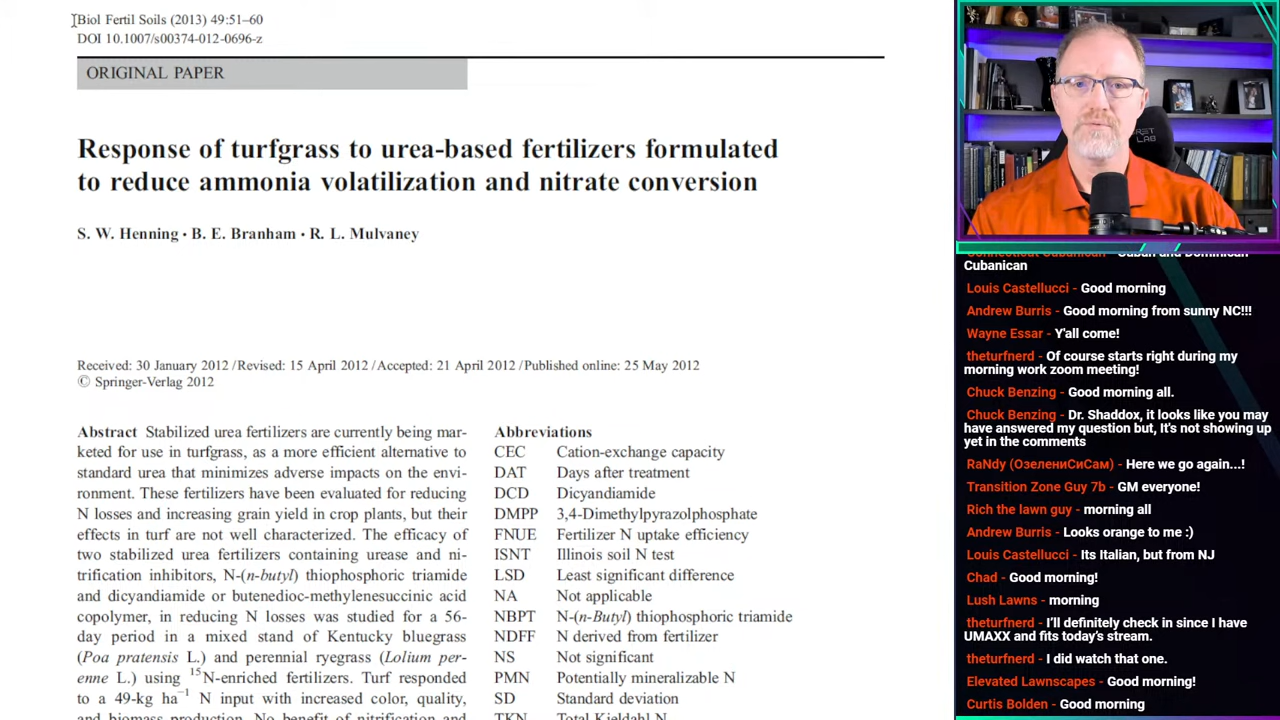 Biol Fertil Soils (2013) 49:51–60
DOI 10.1007/s00374-012-0696-z
ORIGINAL PAPER
Response of turfgrass to urea-based fertilizers formulated
to reduce ammonia volatilization and nitrate conversion
S. W. Henning · B. E. Branham · R. L. Mulvaney
Received: 30 January 2012 / Revised: 15 April 2012 / Accepted: 21 April 2012 / Published online: 25 May 2012
© Springer-Verlag 2012
Abstract Stabilized urea fertilizers are currently being mar-
keted for use in turfgrass, as a more efficient alternative to
standard urea that minimizes adverse impacts on the envi-
ronment. These fertilizers have been evaluated for reducing
N losses and increasing grain yield in crop plants, but their
effects in turf are not well characterized. The efficacy of
two stabilized urea fertilizers containing urease and ni-
trification inhibitors, N-(n-butyl) thiophosphoric triamide
and dicyandiamide or butenedioc-methylenesuccinic acid
copolymer, in reducing N losses was studied for a 56-
day period in a mixed stand of Kentucky bluegrass
(Poa pratensis L.) and perennial ryegrass (Lolium per-
enne L.) using 15N-enriched fertilizers. Turf responded
to a 49-kg ha−1 N input with increased color, quality,
and biomass production. No benefit of nitrification and
Abbreviations
CEC Cation-exchange capacity
DAT Days after treatment
DCD Dicyandiamide
DMPP 3,4-Dimethylpyrazolphosphate
FNUE Fertilizer N uptake efficiency
ISNT Illinois soil N test
LSD Least significant difference
NA Not applicable
NBPT N-(n-Butyl) thiophosphoric triamide
NDFF N derived from fertilizer
NS Not significant
PMN Potentially mineralizable N
SD Standard deviation
TKN Total Kjeldahl N
Connecticut Cubanican - Cuban and Dominican
Cubanican
Louis Castellucci - Good morning
Andrew Burris - Good morning from sunny NC!!!
Wayne Essar - Y'all come!
theturfnerd - Of course starts right during my
morning work zoom meeting!
Chuck Benzing - Good morning all.
Chuck Benzing - Dr. Shaddox, it looks like you may
have answered my question but, It's not showing up
yet in the comments
RaNdy (ОзелениСиСам) - Here we go again...!
Transition Zone Guy 7b - GM everyone!
Rich the lawn guy - morning all
Andrew Burris - Looks orange to me :)
Louis Castellucci - Its Italian, but from NJ
Chad - Good morning!
Lush Lawns - morning
theturfnerd - I'll definitely check in since I have
UMAXX and fits today's stream.
theturfnerd - I did watch that one.
Elevated Lawnscapes - Good morning!
Curtis Bolden - Good morning